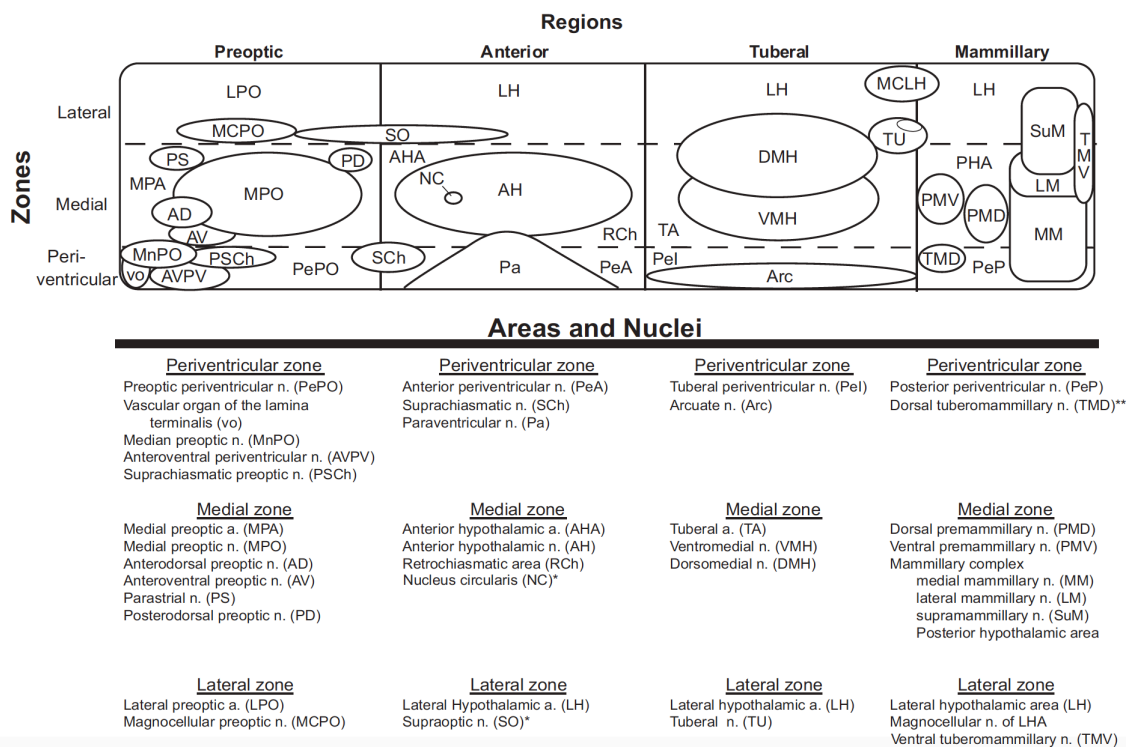 Regions
Preoptic Anterior Tuberal Mammillary
Zones
Lateral
Medial
Peri-
ventricular
LPO LH LH MCLH LH
MCPO SO TU SuM TMV
PS PD AHA DMH PHA
MPA MPO NC AH LM
AD PMV PMD
AV RCh TA VMH MM
MnPO PSCh SCh PeI TMD
vo AVPV PePO Pa PeA Arc PeP
Areas and Nuclei
Periventricular zone
Preoptic periventricular n. (PePO)
Vascular organ of the lamina
terminalis (vo)
Median preoptic n. (MnPO)
Anteroventral periventricular n. (AVPV)
Suprachiasmatic preoptic n. (PSCh)
Periventricular zone
Anterior periventricular n. (PeA)
Suprachiasmatic n. (SCh)
Paraventricular n. (Pa)
Periventricular zone
Tuberal periventricular n. (PeI)
Arcuate n. (Arc)
Periventricular zone
Posterior periventricular n. (PeP)
Dorsal tuberomammillary n. (TMD)**
Medial zone
Medial preoptic a. (MPA)
Medial preoptic n. (MPO)
Anterodorsal preoptic n. (AD)
Anteroventral preoptic n. (AV)
Parastrial n. (PS)
Posterodorsal preoptic n. (PD)
Medial zone
Anterior hypothalamic a. (AHA)
Anterior hypothalamic n. (AH)
Retrochiasmatic area (RCh)
Nucleus circularis (NC)*
Medial zone
Tuberal a. (TA)
Ventromedial n. (VMH)
Dorsomedial n. (DMH)
Medial zone
Dorsal premammillary n. (PMD)
Ventral premammillary n. (PMV)
Mammillary complex
medial mammillary n. (MM)
lateral mammillary n. (LM)
supramammillary n. (SuM)
Posterior hypothalamic area
Lateral zone
Lateral preoptic a. (LPO)
Magnocellular preoptic n. (MCPO)
Lateral zone
Lateral Hypothalamic a. (LH)
Supraoptic n. (SO)*
Lateral zone
Lateral hypothalamic a. (LH)
Tuberal n. (TU)
Lateral zone
Lateral hypothalamic area (LH)
Magnocellular n. of LHA
Ventral tuberomammillary n. (TMV)